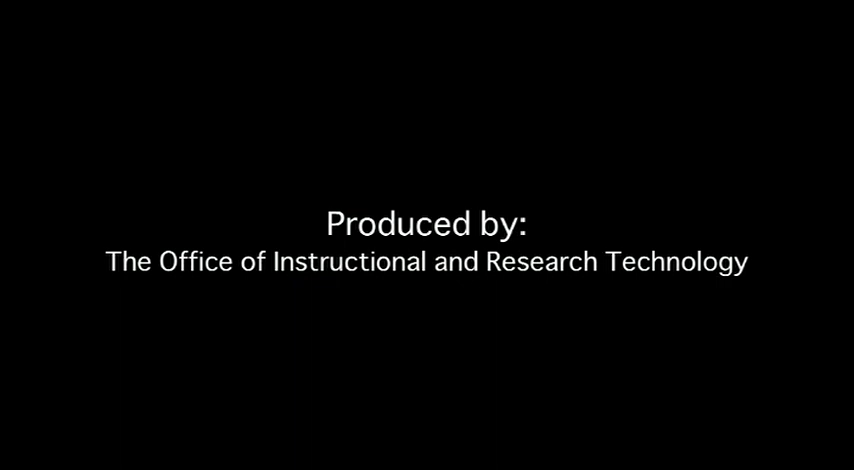 Produced by:
The Office of Instructional and Research Technology